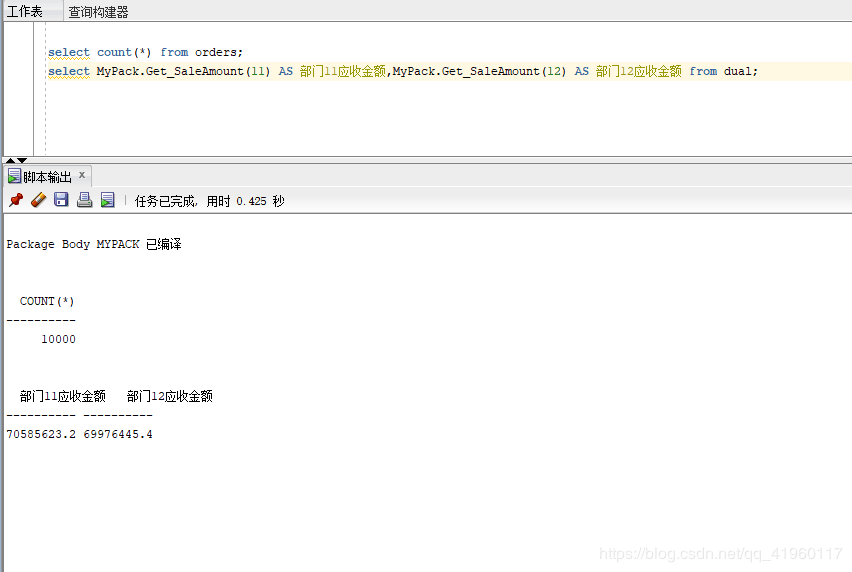 工作表 查询构建器
select count(*) from orders;
select MyPack.Get_SaleAmount(11) AS 部门11应收金额,MyPack.Get_SaleAmount(12) AS 部门12应收金额 from dual;
脚本输出 x
任务已完成, 用时 0.425 秒
Package Body MYPACK 已编译
COUNT(*)
----------
10000
部门11应收金额 部门12应收金额
---------- ----------
70585623.2 69976445.4
https://blog.csdn.net/qq_41960117